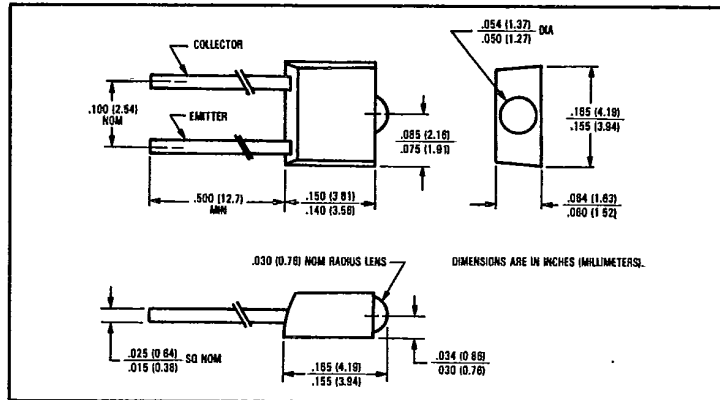 .054 (1.37)
.050 (1.27) DIA
COLLECTOR
.100 (2.54)
NOM
EMITTER
.085 (2.16)
.075 (1.91)
.165 (4.19)
.155 (3.94)
.500 (12.7)
MIN
.150 (3 81)
.140 (3.56)
.064 (1.63)
.060 (1 52)
.030 (0.76) NOM RADIUS LENS
DIMENSIONS ARE IN INCHES (MILLIMETERS).
.025 (0 64)
.015 (0.38) SQ NOM
.165 (4.19)
.155 (3.94)
.034 (0 86)
030 (0.76)